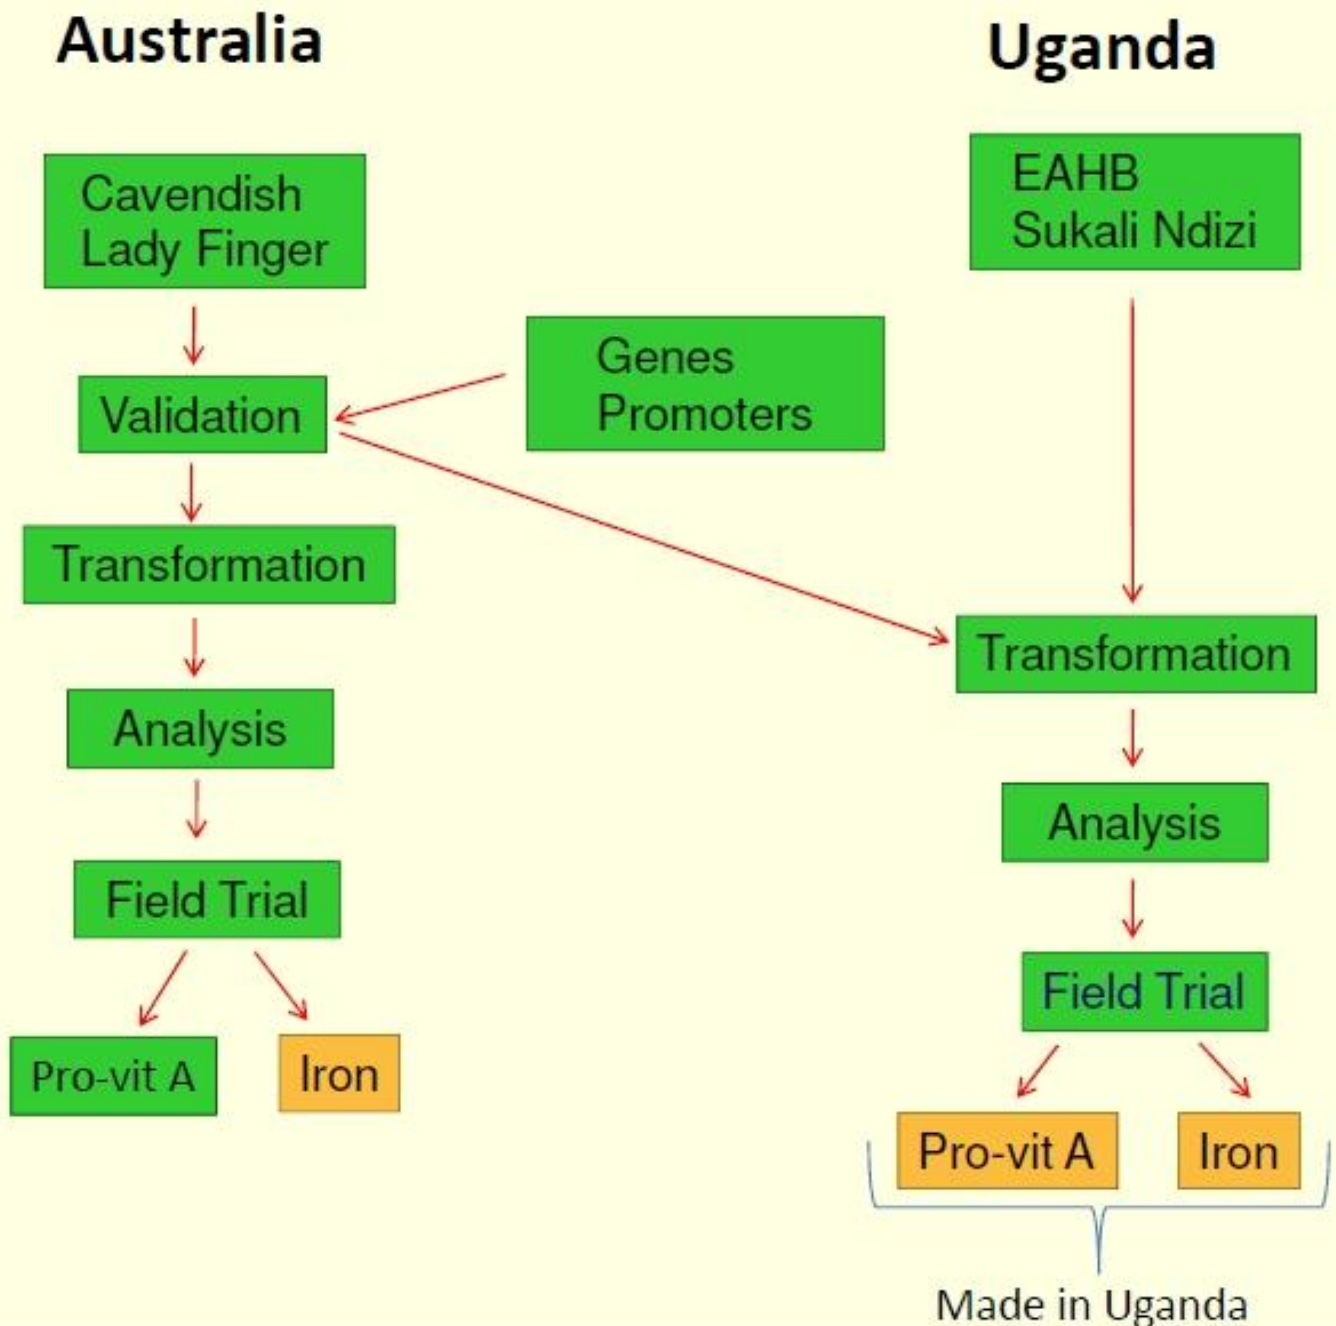 Australia
Uganda
Cavendish
Lady Finger
EAHB
Sukali Ndizi
Genes
Promoters
Validation
Transformation
Transformation
Analysis
Analysis
Field Trial
Field Trial
Pro-vit A
Iron
Pro-vit A
Iron
Made in Uganda